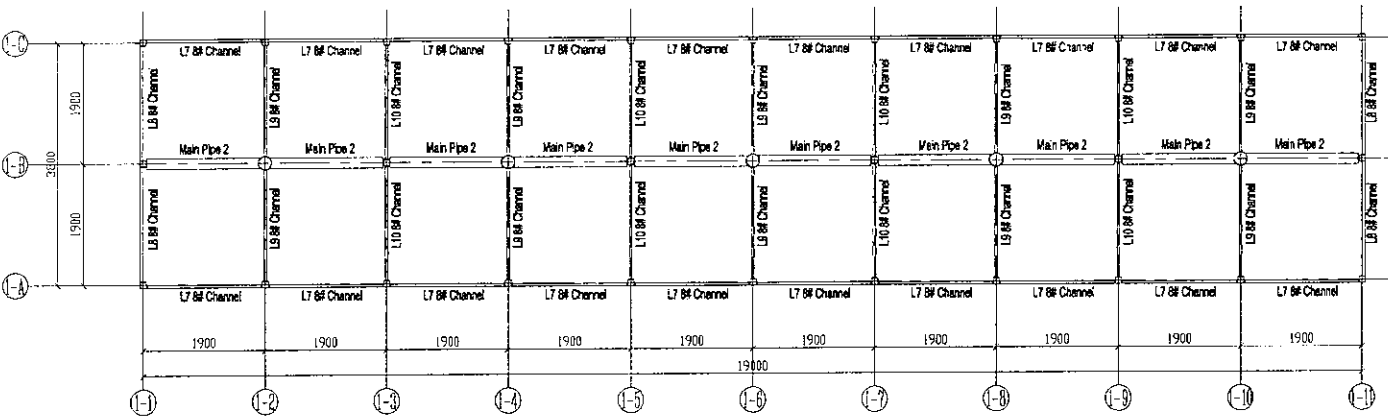 1-C
L7 8# Channel L7 8# Channel L7 8# Channel L7 8# Channel L7 8# Channel L7 8# Channel L7 8# Channel L7 8# Channel L7 8# Channel L7 8# Channel
1900
L8 8# Channel L9 8# Channel L10 8# Channel L9 8# Channel L10 8# Channel L9 8# Channel L10 8# Channel L9 8# Channel L10 8# Channel L9 8# Channel L8 8# Channel
Main Pipe 2 Main Pipe 2 Main Pipe 2 Main Pipe 2 Main Pipe 2 Main Pipe 2 Main Pipe 2 Main Pipe 2 Main Pipe 2 Main Pipe 2
1-B
3800
1900
L8 8# Channel L9 8# Channel L10 8# Channel L9 8# Channel L10 8# Channel L9 8# Channel L10 8# Channel L9 8# Channel L10 8# Channel L9 8# Channel L8 8# Channel
1-A
L7 8# Channel L7 8# Channel L7 8# Channel L7 8# Channel L7 8# Channel L7 8# Channel L7 8# Channel L7 8# Channel L7 8# Channel L7 8# Channel
1900 1900 1900 1900 1900 1900 1900 1900 1900 1900
19000
1-1 1-2 1-3 1-4 1-5 1-6 1-7 1-8 1-9 1-10 1-11